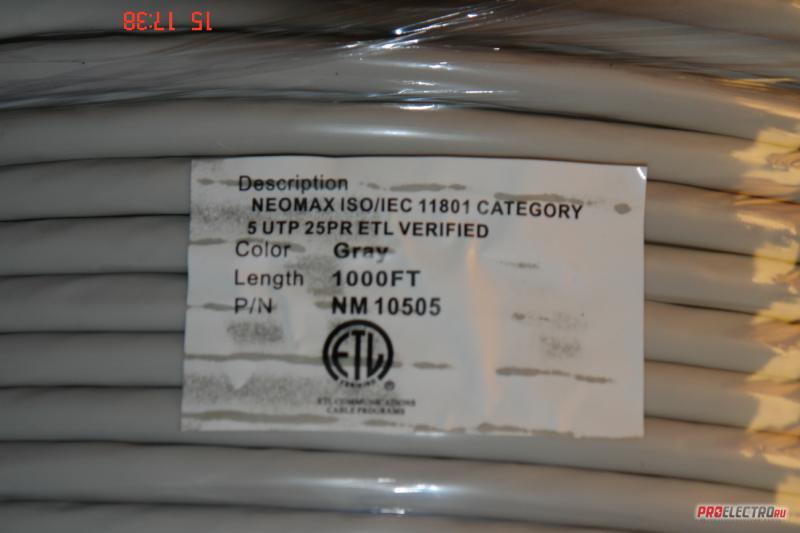 15 17:38
Description
NEOMAX ISO/IEC 11801 CATEGORY
5 UTP 25PR ETL VERIFIED
Color Gray
Length 1000FT
P/N NM 10505
ETL
®
ETL COMMUNICATIONS
CABLE PROGRAMS
PROELECTRO.RU